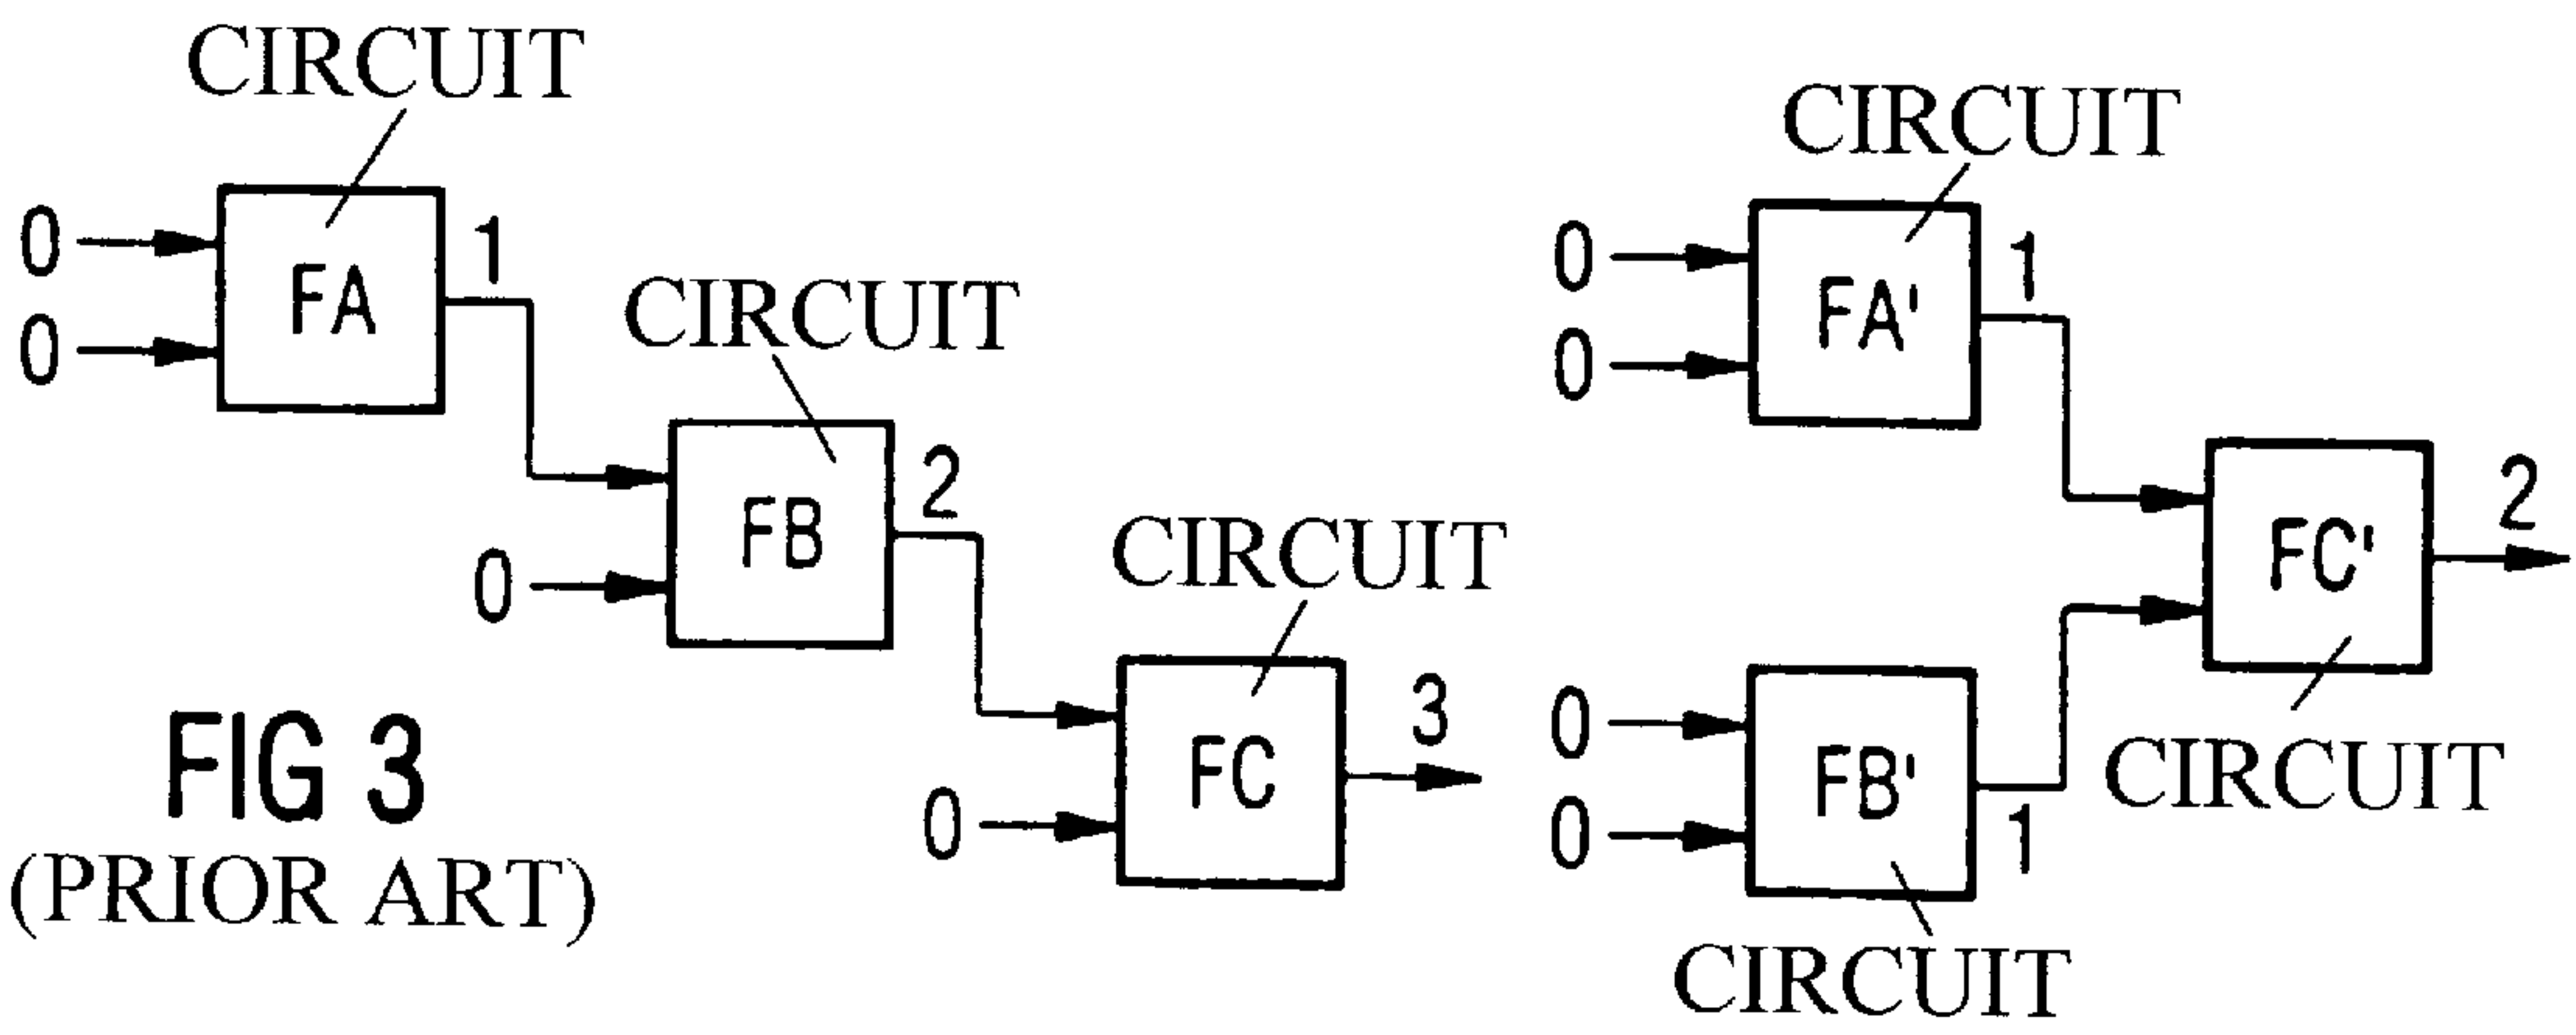 CIRCUIT
0
0
FA
1
CIRCUIT
0
FB
2
CIRCUIT
0
FC
3
FIG 3
(PRIOR ART)
CIRCUIT
0
0
FA'
1
0
0
FB'
1
CIRCUIT
FC'
2
CIRCUIT